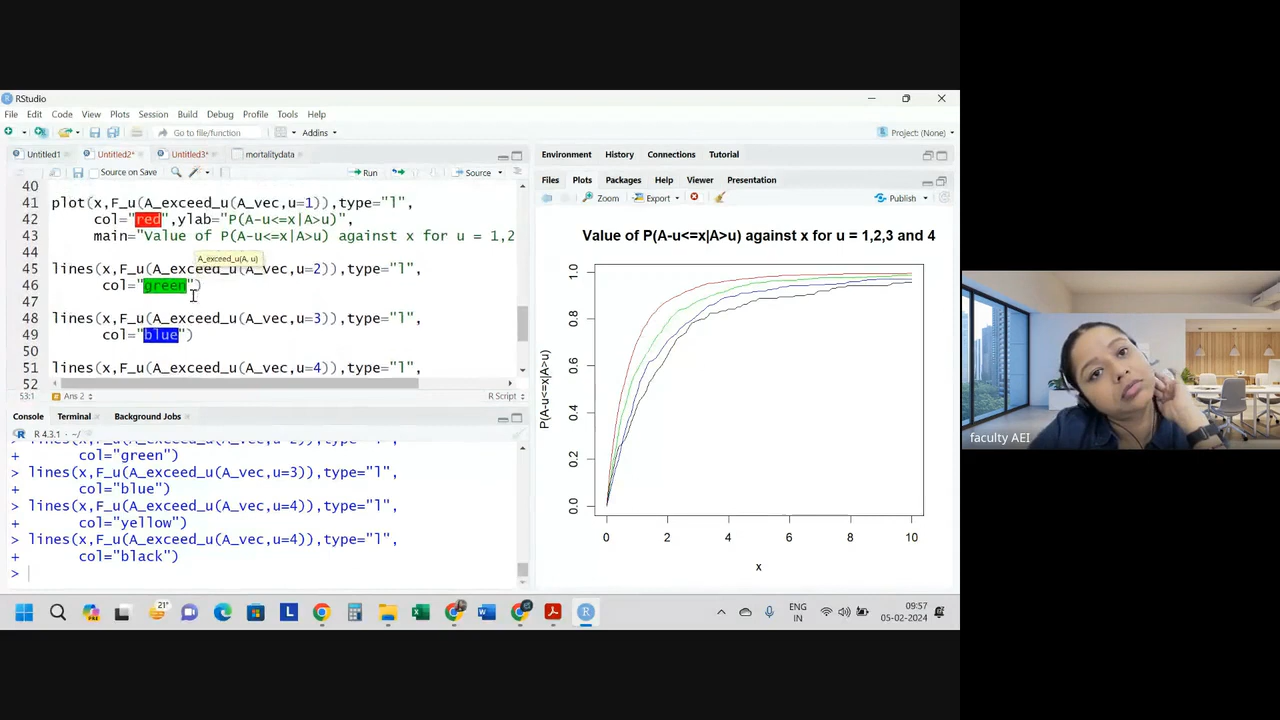 RStudio
File Edit Code View Plots Session Build Debug Profile Tools Help
Go to file/function Addins Project: (None)
Untitled1 Untitled2* Untitled3* mortalitydata
Source on Save Run Source
40
41 plot(x,F_u(A_exceed_u(A_vec,u=1)),type="l",
42 col="red",ylab="P(A-u<=x|A>u)",
43 main="Value of P(A-u<=x|A>u) against x for u = 1,2
44 A_exceed_u(A, u)
45 lines(x,F_u(A_exceed_u(A_vec,u=2)),type="l",
46 col="green")
47
48 lines(x,F_u(A_exceed_u(A_vec,u=3)),type="l",
49 col="blue")
50
51 lines(x,F_u(A_exceed_u(A_vec,u=4)),type="l",
52
53:1 Ans 2 R Script
Console Terminal Background Jobs
R 4.3.1 · ~/
+ col="green")
> lines(x,F_u(A_exceed_u(A_vec,u=3)),type="l",
+ col="blue")
> lines(x,F_u(A_exceed_u(A_vec,u=4)),type="l",
+ col="yellow")
> lines(x,F_u(A_exceed_u(A_vec,u=4)),type="l",
+ col="black")
>
Environment History Connections Tutorial
Files Plots Packages Help Viewer Presentation
Zoom Export Publish
Value of P(A-u<=x|A>u) against x for u = 1,2,3 and 4
P(A-u<=x|A>u)
1.0
0.8
0.6
0.4
0.2
0.0
0 2 4 6 8 10
x
faculty AEI
21°
ENG
IN
09:57
05-02-2024